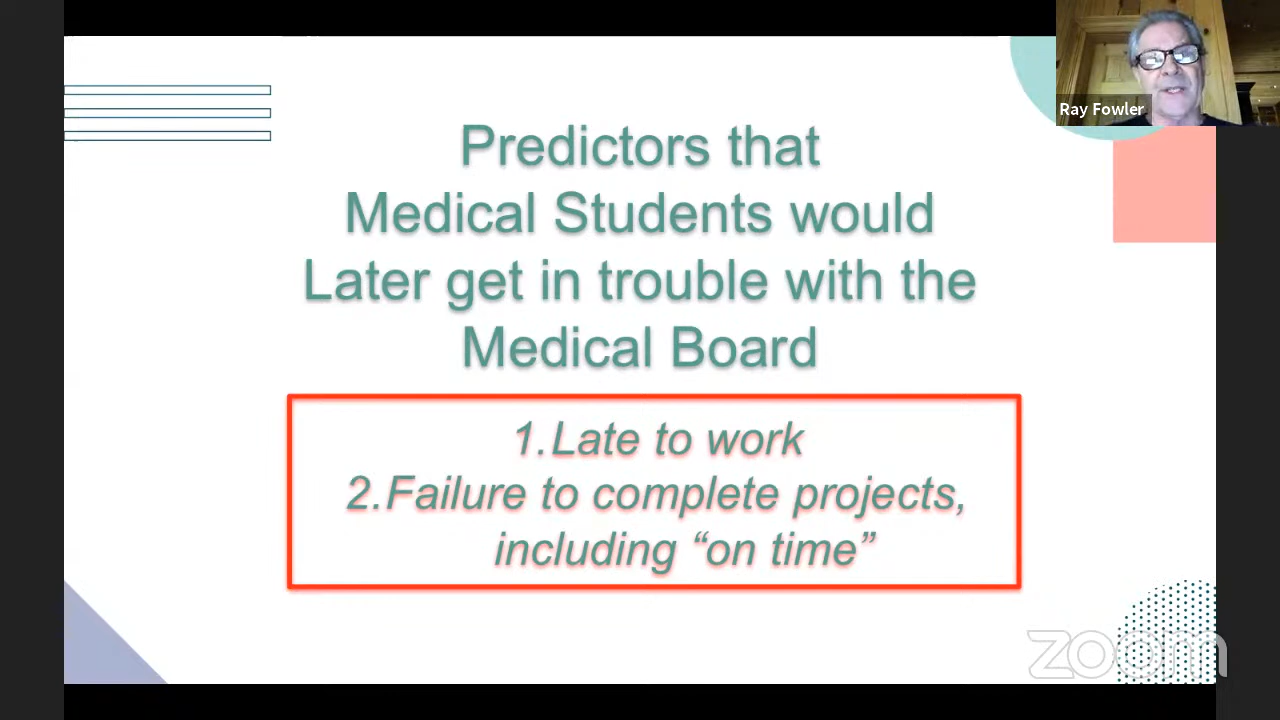 Ray Fowler
Predictors that
Medical Students would
Later get in trouble with the
Medical Board
1.Late to work
2.Failure to complete projects,
including “on time”
zoom